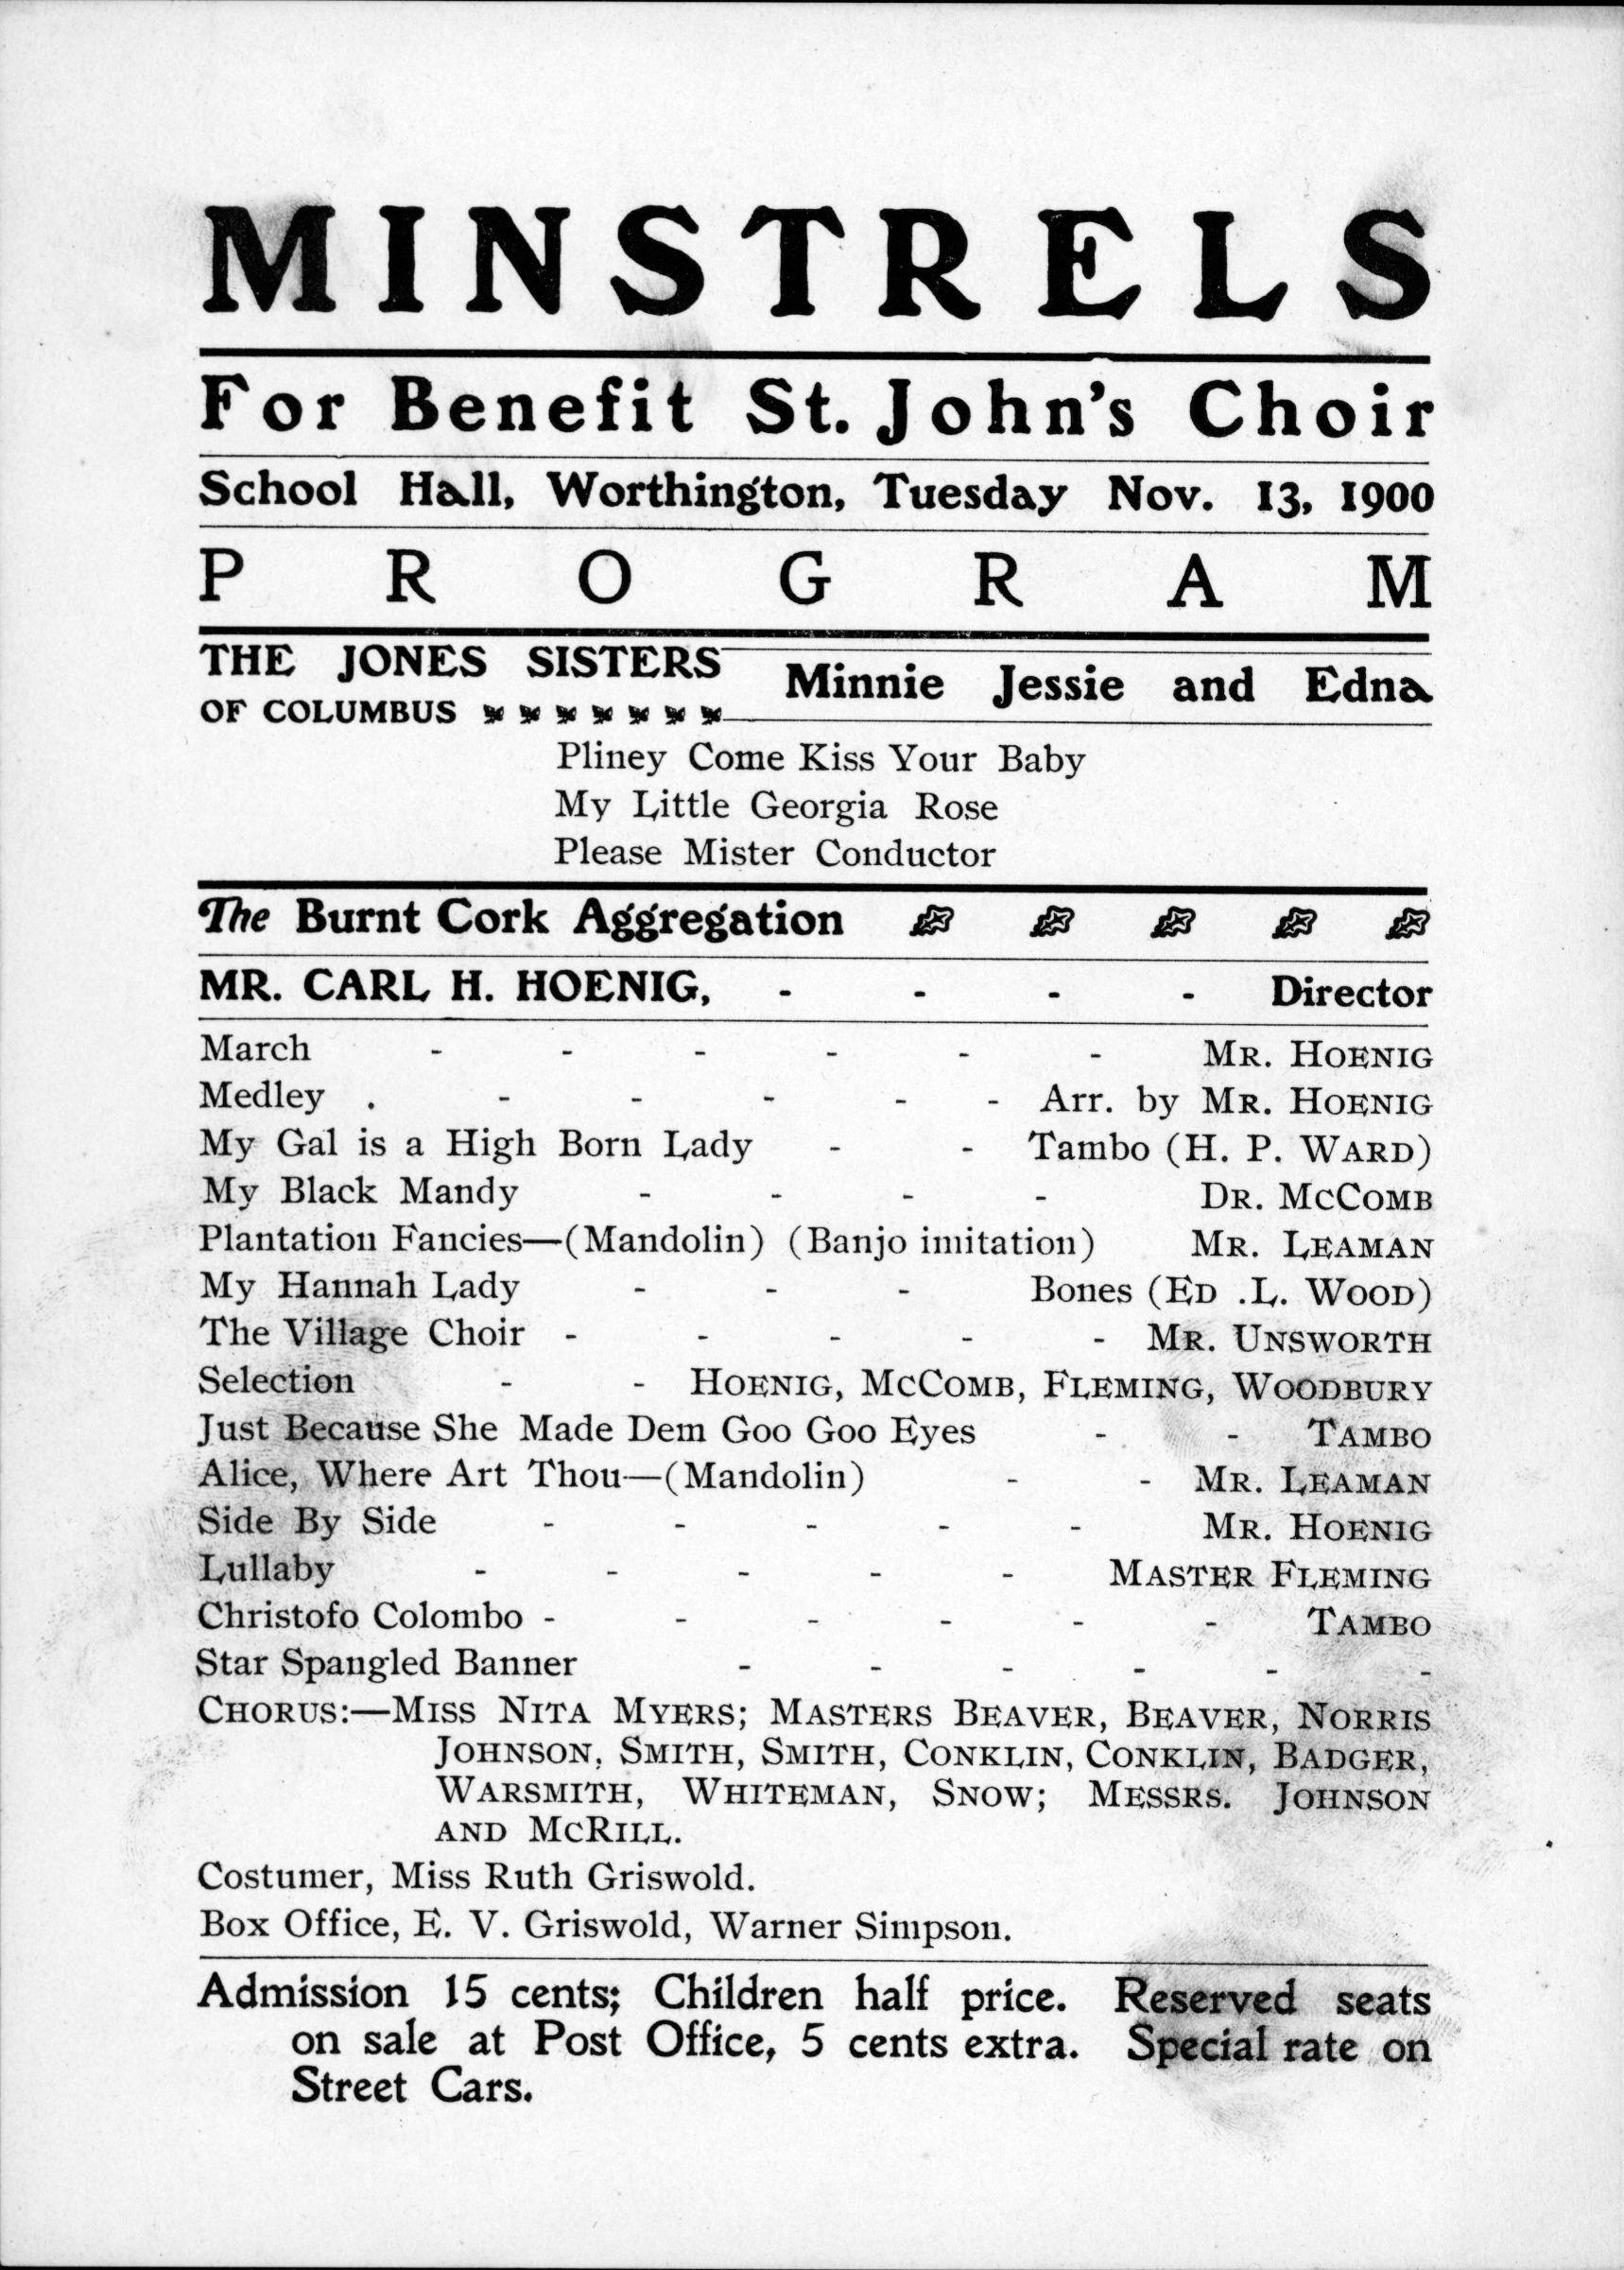 MINSTRELS
For Benefit St. John's Choir
School Hall, Worthington, Tuesday Nov. 13, 1900
PROGRAM
THE JONES SISTERS
OF COLUMBUS
Minnie Jessie and Edna
Pliney Come Kiss Your Baby
My Little Georgia Rose
Please Mister Conductor
The Burnt Cork Aggregation
MR. CARL H. HOENIG, - - - - Director
March - - - - - - MR. HOENIG
Medley . - - - - - Arr. by MR. HOENIG
My Gal is a High Born Lady - - Tambo (H. P. WARD)
My Black Mandy - - - - DR. MCCOMB
Plantation Fancies—(Mandolin) (Banjo imitation) MR. LEAMAN
My Hannah Lady - - - Bones (ED .L. WOOD)
The Village Choir - - - - - MR. UNSWORTH
Selection - - HOENIG, MCCOMB, FLEMING, WOODBURY
Just Because She Made Dem Goo Goo Eyes - - TAMBO
Alice, Where Art Thou—(Mandolin) - - MR. LEAMAN
Side By Side - - - - - MR. HOENIG
Lullaby - - - - - MASTER FLEMING
Christofo Colombo - - - - - - TAMBO
Star Spangled Banner - - - - - -
CHORUS:—MISS NITA MYERS; MASTERS BEAVER, BEAVER, NORRIS
JOHNSON, SMITH, SMITH, CONKLIN, CONKLIN, BADGER,
WARSMITH, WHITEMAN, SNOW; MESSRS. JOHNSON
AND MCRILL.
Costumer, Miss Ruth Griswold.
Box Office, E. V. Griswold, Warner Simpson.
Admission 15 cents; Children half price. Reserved seats
on sale at Post Office, 5 cents extra. Special rate on
Street Cars.